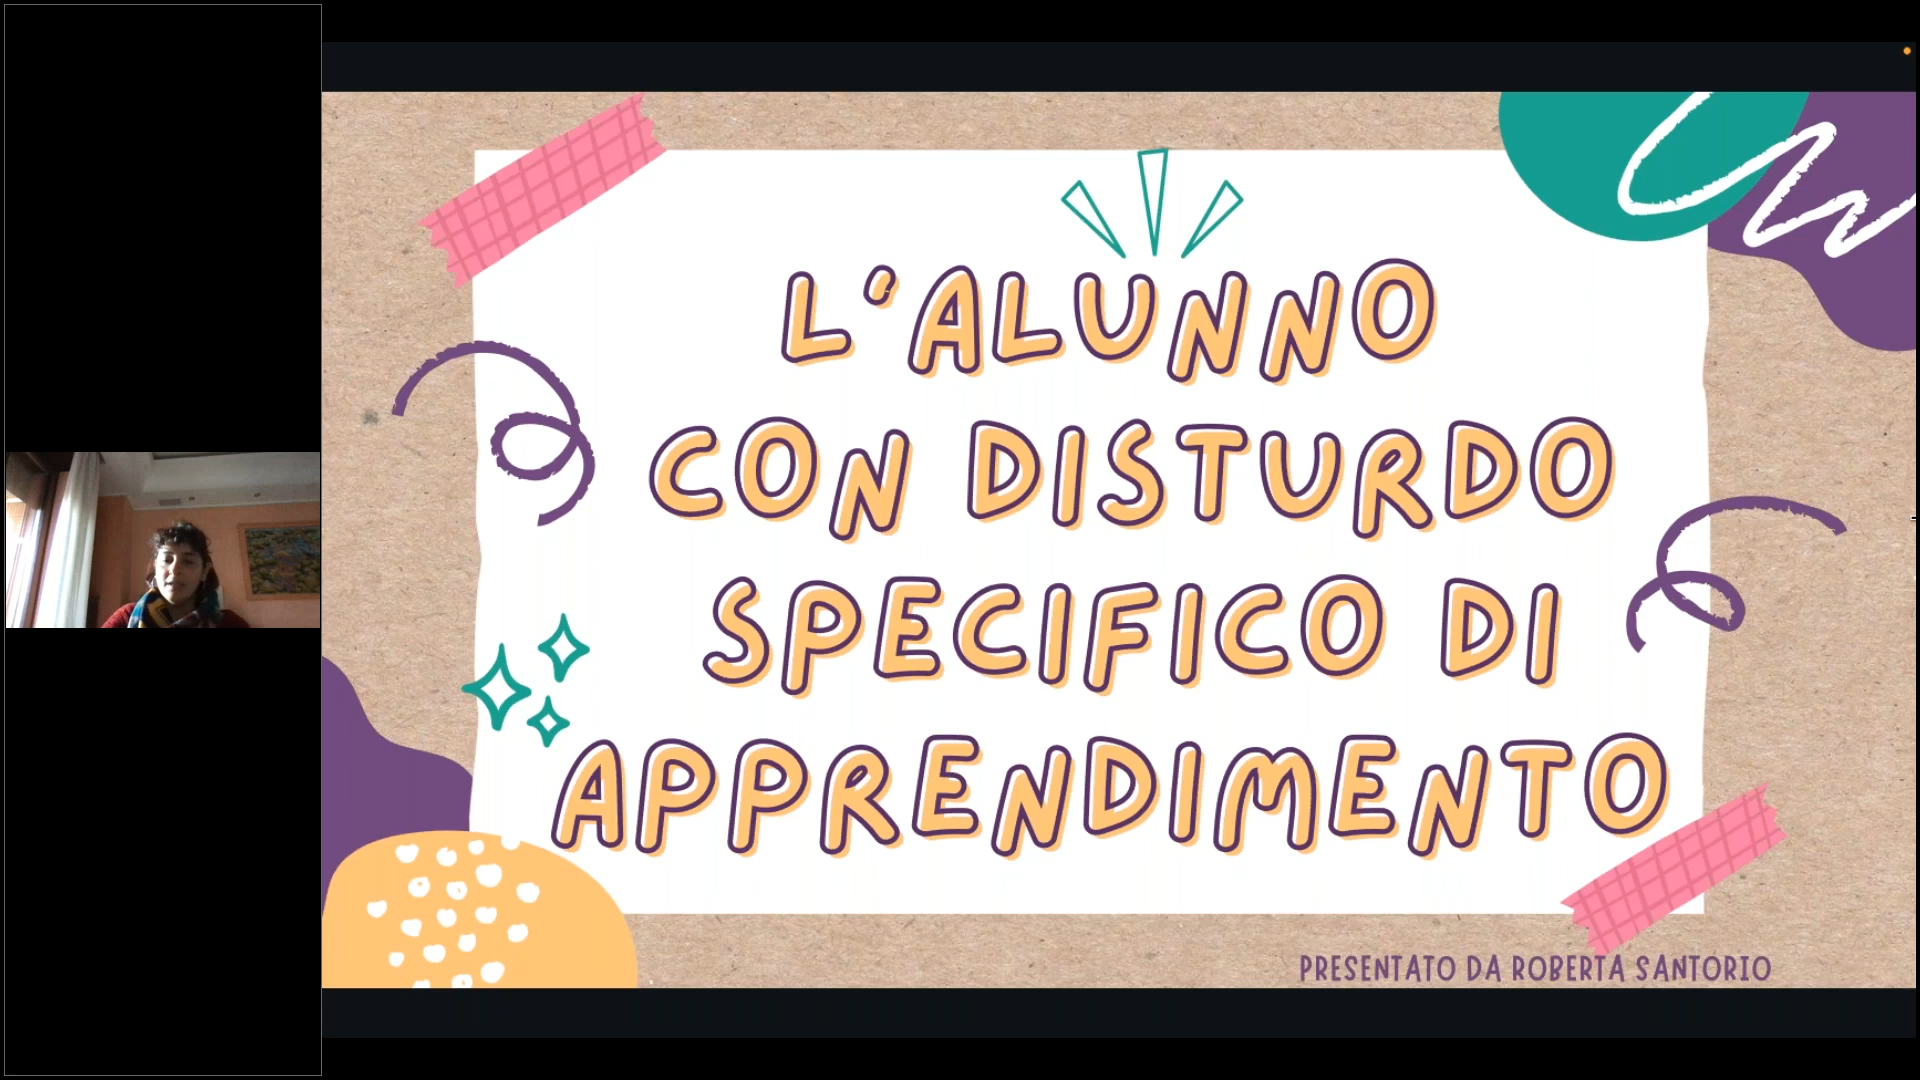 L'ALUNNO
CON DISTURDO
SPECIFICO DI
APPRENDIMENTO
PRESENTATO DA ROBERTA SANTORIO